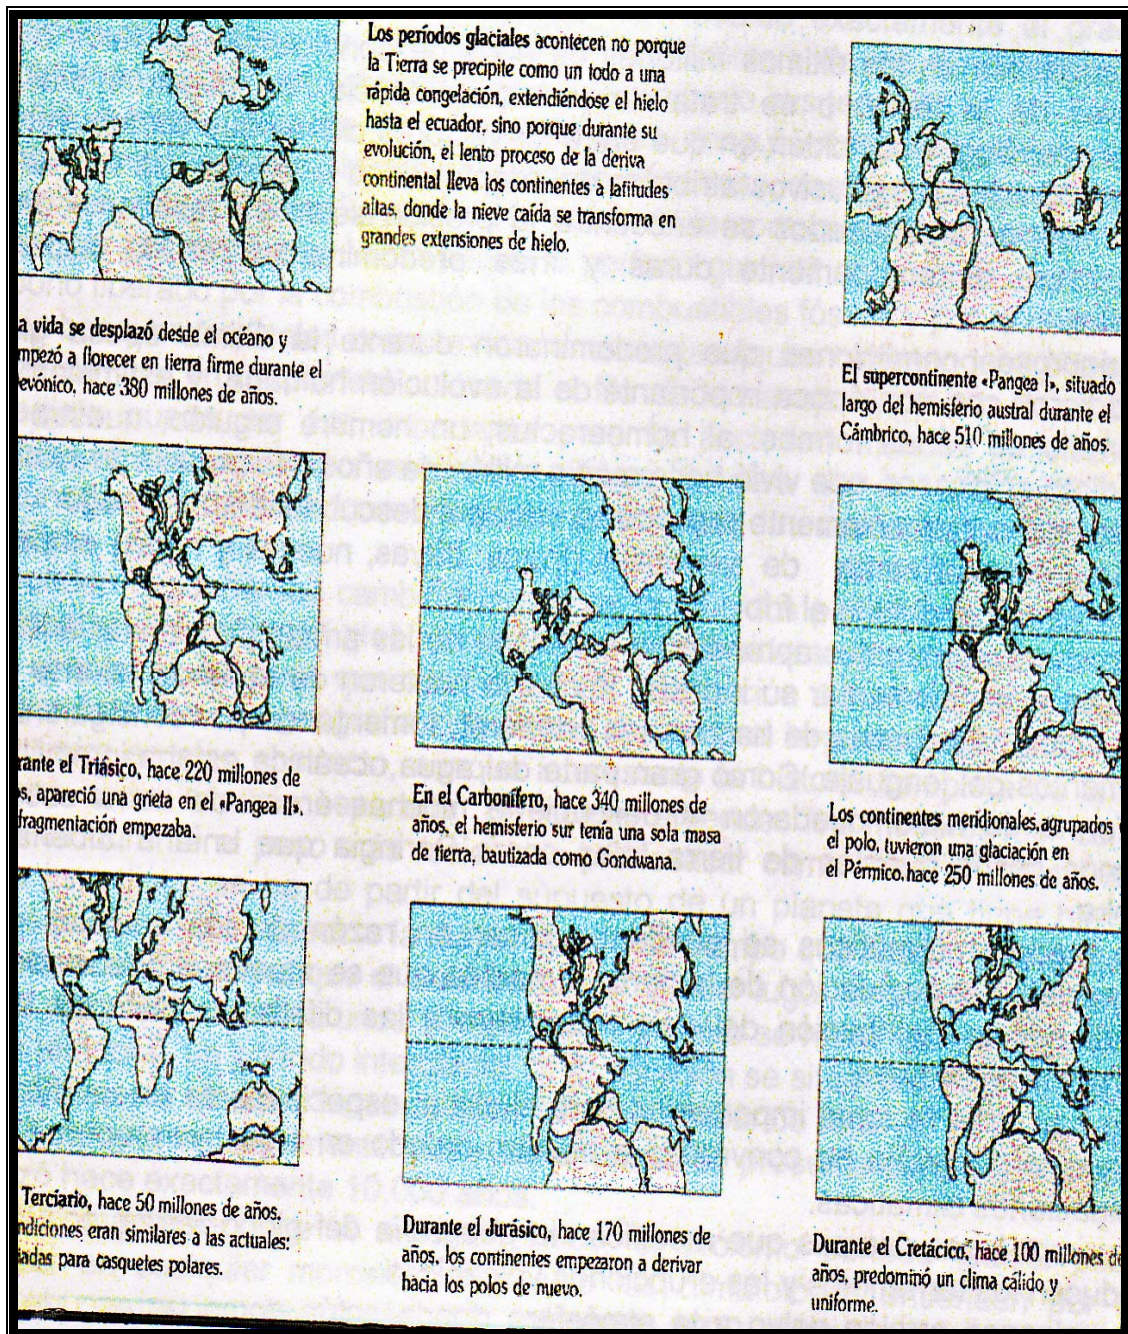 Los períodos glaciales acontecen no porque
la Tierra se precipite como un todo a una
rápida congelación, extendiéndose el hielo
hasta el ecuador, sino porque durante su
evolución, el lento proceso de la deriva
continental lleva los continentes a latitudes
altas, donde la nieve caída se transforma en
grandes extensiones de hielo.
a vida se desplazó desde el océano y
mpezó a florecer en tierra firme durante el
evónico, hace 380 millones de años.
El supercontinente «Pangea I», situado
largo del hemisferio austral durante el
Cámbrico, hace 510 millones de años.
rante el Triásico, hace 220 millones de
s, apareció una grieta en el «Pangea II».
fragmentación empezaba.
En el Carbonífero, hace 340 millones de
años, el hemisferio sur tenía una sola masa
de tierra, bautizada como Gondwana.
Los continentes meridionales, agrupados
el polo, tuvieron una glaciación en
el Pérmico, hace 250 millones de años.
Terciario, hace 50 millones de años.
ndiciones eran similares a las actuales:
adas para casquetes polares.
Durante el Jurásico, hace 170 millones de
años, los continentes empezaron a derivar
hacia los polos de nuevo.
Durante el Cretácico, hace 100 millones de
años, predominó un clima cálido y
uniforme.